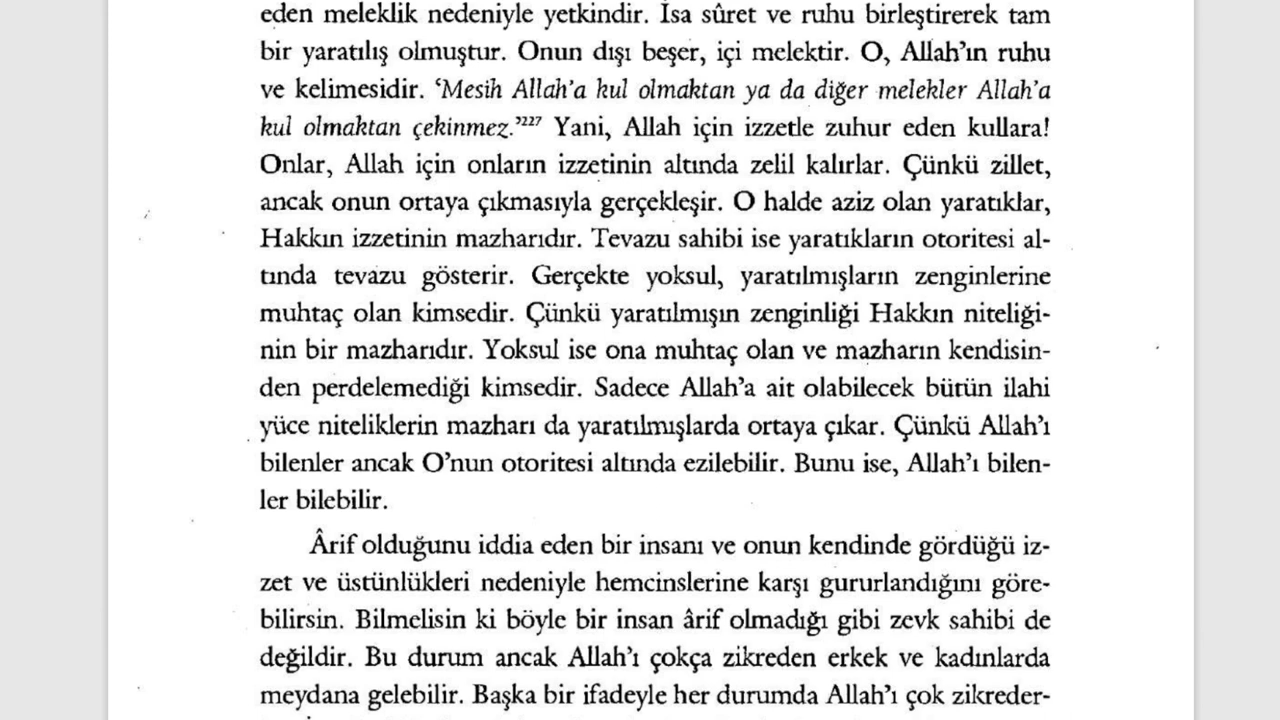 eden meleklik nedeniyle yetkindir. İsa sûret ve ruhu birleştirerek tam
bir yaratılış olmuştur. Onun dışı beşer, içi melektir. O, Allah’ın ruhu
ve kelimesidir. ‘Mesih Allah’a kul olmaktan ya da diğer melekler Allah’a
kul olmaktan çekinmez.’²²⁷ Yani, Allah için izzetle zuhur eden kullara!
Onlar, Allah için onların izzetinin altında zelil kalırlar. Çünkü zillet,
ancak onun ortaya çıkmasıyla gerçekleşir. O halde aziz olan yaratıklar,
Hakkın izzetinin mazharıdır. Tevazu sahibi ise yaratıkların otoritesi al-
tında tevazu gösterir. Gerçekte yoksul, yaratılmışların zenginlerine
muhtaç olan kimsedir. Çünkü yaratılmışın zenginliği Hakkın niteliği-
nin bir mazharıdır. Yoksul ise ona muhtaç olan ve mazharın kendisin-
den perdelemediği kimsedir. Sadece Allah’a ait olabilecek bütün ilahi
yüce niteliklerin mazharı da yaratılmışlarda ortaya çıkar. Çünkü Allah’ı
bilenler ancak O’nun otoritesi altında ezilebilir. Bunu ise, Allah’ı bilen-
ler bilebilir.
Ârif olduğunu iddia eden bir insanı ve onun kendinde gördüğü iz-
zet ve üstünlükleri nedeniyle hemcinslerine karşı gururlandığını göre-
bilirsin. Bilmelisin ki böyle bir insan ârif olmadığı gibi zevk sahibi de
değildir. Bu durum ancak Allah’ı çokça zikreden erkek ve kadınlarda
meydana gelebilir. Başka bir ifadeyle her durumda Allah’ı çok zikreder-